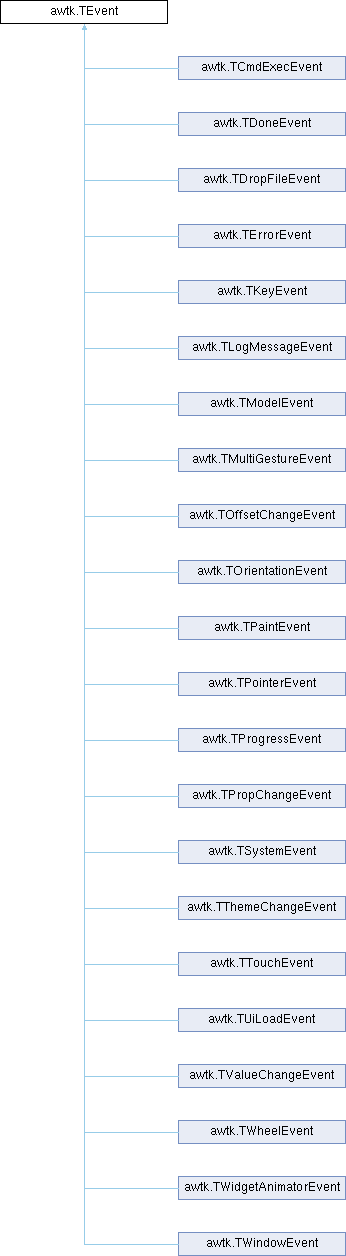 awtk.TEvent
awtk.TCmdExecEvent
awtk.TDoneEvent
awtk.TDropFileEvent
awtk.TErrorEvent
awtk.TKeyEvent
awtk.TLogMessageEvent
awtk.TModelEvent
awtk.TMultiGestureEvent
awtk.TOffsetChangeEvent
awtk.TOrientationEvent
awtk.TPaintEvent
awtk.TPointerEvent
awtk.TProgressEvent
awtk.TPropChangeEvent
awtk.TSystemEvent
awtk.TThemeChangeEvent
awtk.TTouchEvent
awtk.TUiLoadEvent
awtk.TValueChangeEvent
awtk.TWheelEvent
awtk.TWidgetAnimatorEvent
awtk.TWindowEvent